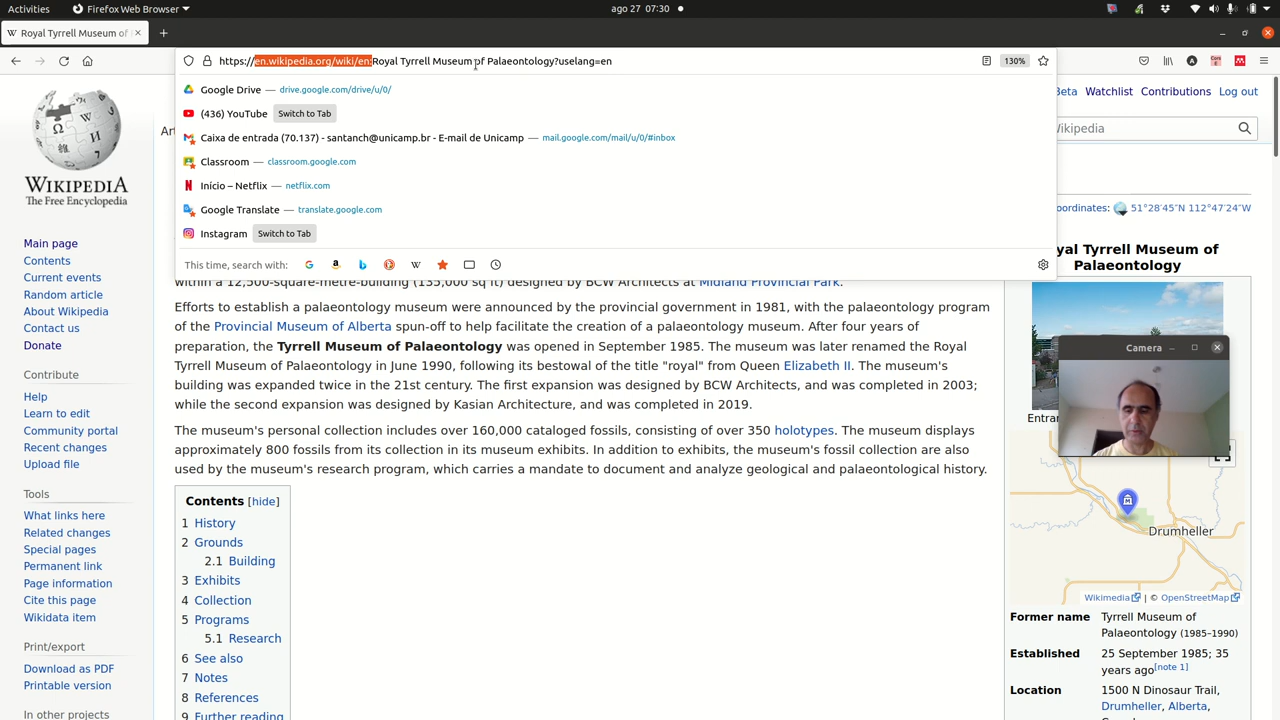 Activities
Firefox Web Browser
ago 27 07:30
Royal Tyrrell Museum of
https://en.wikipedia.org/wiki/en:Royal Tyrrell Museum of Palaeontology?uselang=en
130%
Google Drive — drive.google.com/drive/u/0/
(436) YouTube Switch to Tab
Caixa de entrada (70.137) - santanch@unicamp.br - E-mail de Unicamp — mail.google.com/mail/u/0/#inbox
Classroom — classroom.google.com
Início – Netflix — netflix.com
Google Translate — translate.google.com
Instagram Switch to Tab
This time, search with:
Beta Watchlist Contributions Log out
Wikipedia
WIKIPEDIA
The Free Encyclopedia
Main page
Contents
Current events
Random article
About Wikipedia
Contact us
Donate
Contribute
Help
Learn to edit
Community portal
Recent changes
Upload file
Tools
What links here
Related changes
Special pages
Permanent link
Page information
Cite this page
Wikidata item
Print/export
Download as PDF
Printable version
In other projects
Art
within a 12,500-square-metre-building (135,000 sq ft) designed by BCW Architects at Midland Provincial Park.
Efforts to establish a palaeontology museum were announced by the provincial government in 1981, with the palaeontology program
of the Provincial Museum of Alberta spun-off to help facilitate the creation of a palaeontology museum. After four years of
preparation, the Tyrrell Museum of Palaeontology was opened in September 1985. The museum was later renamed the Royal
Tyrrell Museum of Palaeontology in June 1990, following its bestowal of the title "royal" from Queen Elizabeth II. The museum's
building was expanded twice in the 21st century. The first expansion was designed by BCW Architects, and was completed in 2003;
while the second expansion was designed by Kasian Architecture, and was completed in 2019.
The museum's personal collection includes over 160,000 cataloged fossils, consisting of over 350 holotypes. The museum displays
approximately 800 fossils from its collection in its museum exhibits. In addition to exhibits, the museum's fossil collection are also
used by the museum's research program, which carries a mandate to document and analyze geological and palaeontological history.
Contents [hide]
1 History
2 Grounds
2.1 Building
3 Exhibits
4 Collection
5 Programs
5.1 Research
6 See also
7 Notes
8 References
9 Further reading
oordinates: 51°28′45″N 112°47′24″W
yal Tyrrell Museum of
Palaeontology
Camera
Entran
Drumheller
Wikimedia | © OpenStreetMap
Former name Tyrrell Museum of
Palaeontology (1985–1990)
Established 25 September 1985; 35
years ago[note 1]
Location 1500 N Dinosaur Trail,
Drumheller, Alberta,